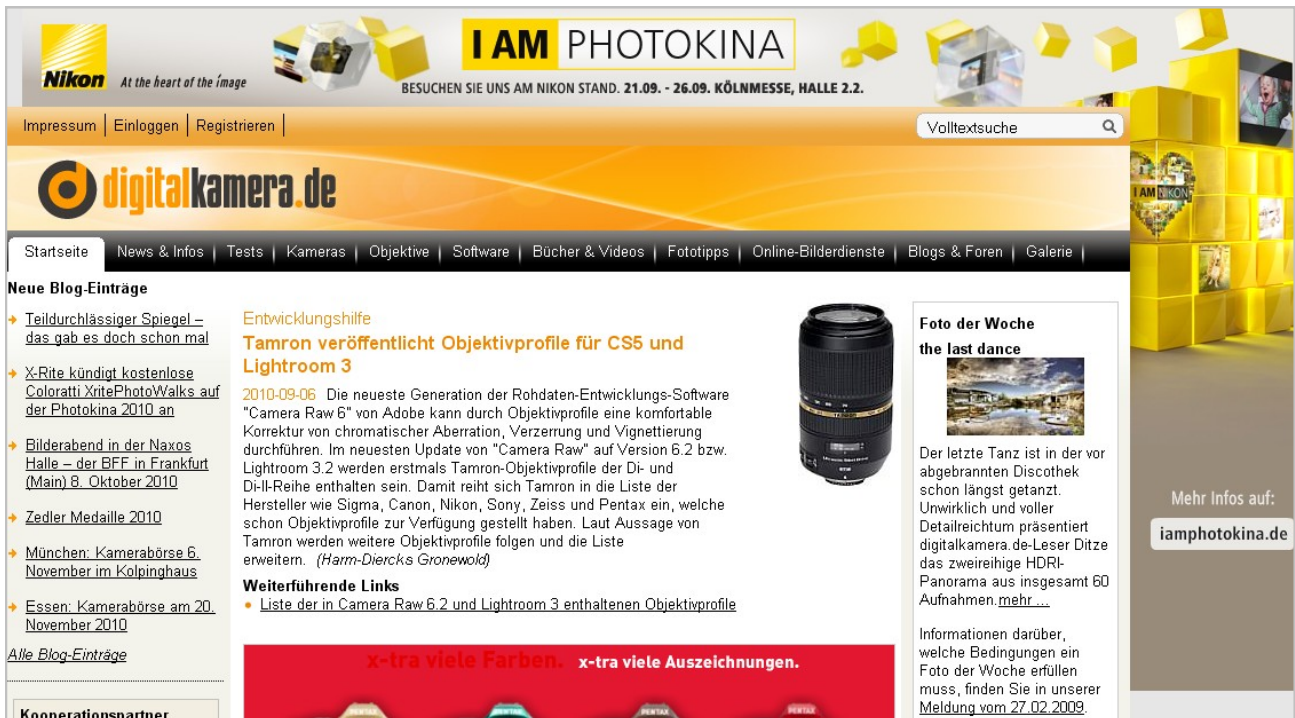 I AM PHOTOKINA
Nikon At the heart of the image
BESUCHEN SIE UNS AM NIKON STAND. 21.09. - 26.09. KÖLNMESSE, HALLE 2.2.
Impressum | Einloggen | Registrieren |
Volltextsuche
digitalkamera.de
I AM NIKON
Startseite News & Infos | Tests | Kameras | Objektive | Software | Bücher & Videos | Fototipps | Online-Bilderdienste | Blogs & Foren | Galerie |
Neue Blog-Einträge
Teildurchlässiger Spiegel –
das gab es doch schon mal
X-Rite kündigt kostenlose
Coloratti XritePhotoWalks auf
der Photokina 2010 an
Bilderabend in der Naxos
Halle – der BFF in Frankfurt
(Main) 8. Oktober 2010
Zedler Medaille 2010
München: Kamerabörse 6.
November im Kolpinghaus
Essen: Kamerabörse am 20.
November 2010
Alle Blog-Einträge
Kooperationspartner
Entwicklungshilfe
Tamron veröffentlicht Objektivprofile für CS5 und
Lightroom 3
2010-09-06 Die neueste Generation der Rohdaten-Entwicklungs-Software
"Camera Raw 6" von Adobe kann durch Objektivprofile eine komfortable
Korrektur von chromatischer Aberration, Verzerrung und Vignettierung
durchführen. Im neuesten Update von "Camera Raw" auf Version 6.2 bzw.
Lightroom 3.2 werden erstmals Tamron-Objektivprofile der Di- und
Di-II-Reihe enthalten sein. Damit reiht sich Tamron in die Liste der
Hersteller wie Sigma, Canon, Nikon, Sony, Zeiss und Pentax ein, welche
schon Objektivprofile zur Verfügung gestellt haben. Laut Aussage von
Tamron werden weitere Objektivprofile folgen und die Liste
erweitern. (Harm-Diercks Gronewold)
Weiterführende Links
Liste der in Camera Raw 6.2 und Lightroom 3 enthaltenen Objektivprofile
x-tra viele Farben. x-tra viele Auszeichnungen.
PENTAX PENTAX PENTAX PENTAX
Foto der Woche
the last dance
Der letzte Tanz ist in der vor
abgebrannten Discothek
schon längst getanzt.
Unwirklich und voller
Detailreichtum präsentiert
digitalkamera.de-Leser Ditze
das zweireihige HDRI-
Panorama aus insgesamt 60
Aufnahmen.mehr ...
Informationen darüber,
welche Bedingungen ein
Foto der Woche erfüllen
muss, finden Sie in unserer
Meldung vom 27.02.2009.
Mehr Infos auf:
iamphotokina.de